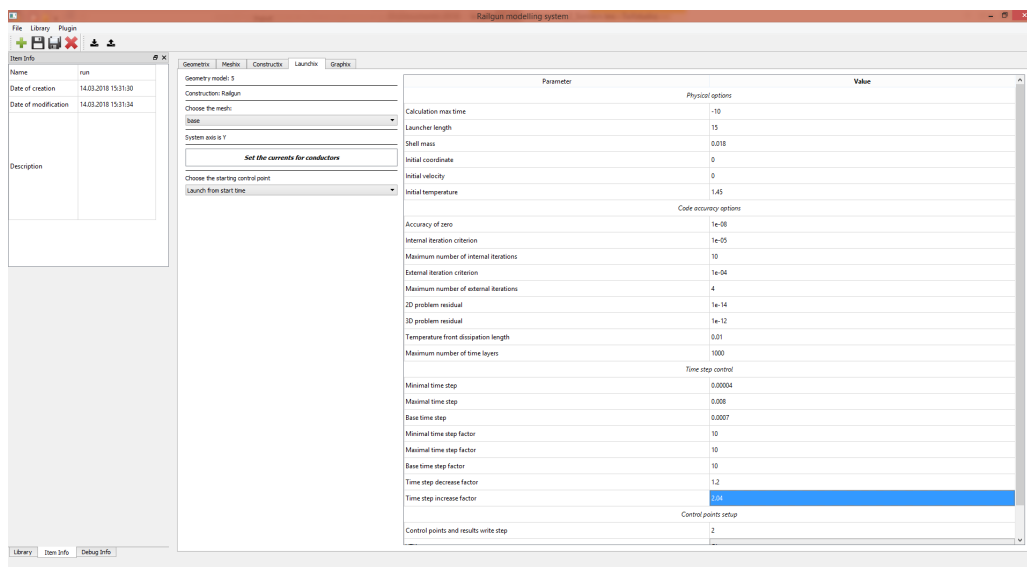 Railgun modelling system
File Library Plugin
Item Info
Name run
Date of creation 14.03.2018 15:31:30
Date of modification 14.03.2018 15:31:34
Description
Library Item Info Debug Info
Geometrix Meshix Constructix Launchix Graphix
Geometry model: S
Construction: Railgun
Choose the mesh:
base
System axis is Y
Set the currents for conductors
Choose the starting control point
Launch from start time
Parameter Value
Physical options
Calculation max time -10
Launcher length 15
Shell mass 0.018
Initial coordinate 0
Initial velocity 0
Initial temperature 1.45
Code accuracy options
Accuracy of zero 1e-08
Internal iteration criterion 1e-05
Maximum number of internal iterations 10
External iteration criterion 1e-04
Maximum number of external iterations 4
2D problem residual 1e-14
3D problem residual 1e-12
Temperature front dissipation length 0.01
Maximum number of time layers 1000
Time step control
Minimal time step 0.00004
Maximal time step 0.008
Base time step 0.0007
Minimal time step factor 10
Maximal time step factor 10
Base time step factor 10
Time step decrease factor 1.2
Time step increase factor 2.04
Control points setup
Control points and results write step 2